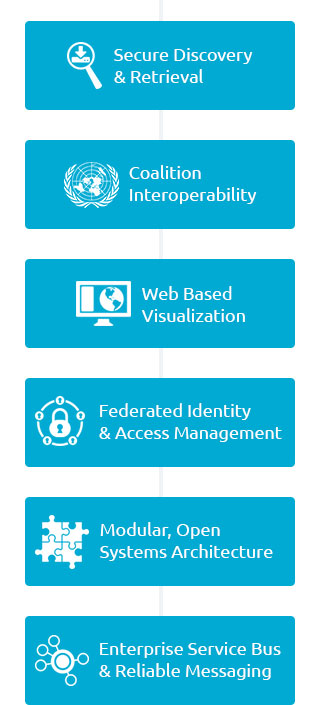 Secure Discovery
& Retrieval
Coalition
Interoperability
Web Based
Visualization
Federated Identity
& Access Management
Modular, Open
Systems Architecture
Enterprise Service Bus
& Reliable Messaging